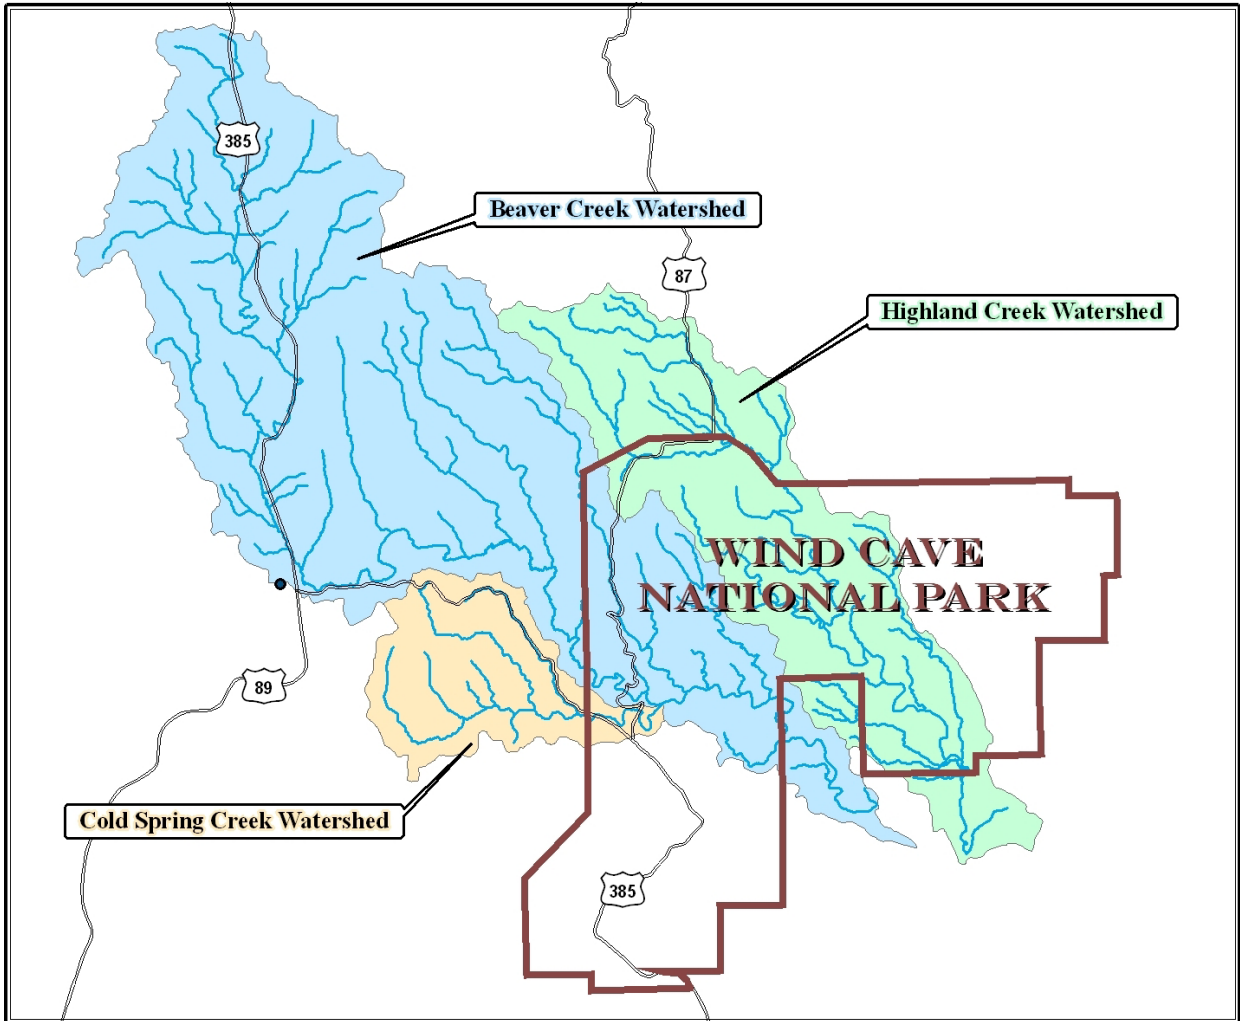 385
Beaver Creek Watershed
87
Highland Creek Watershed
WIND CAVE
NATIONAL PARK
89
Cold Spring Creek Watershed
385